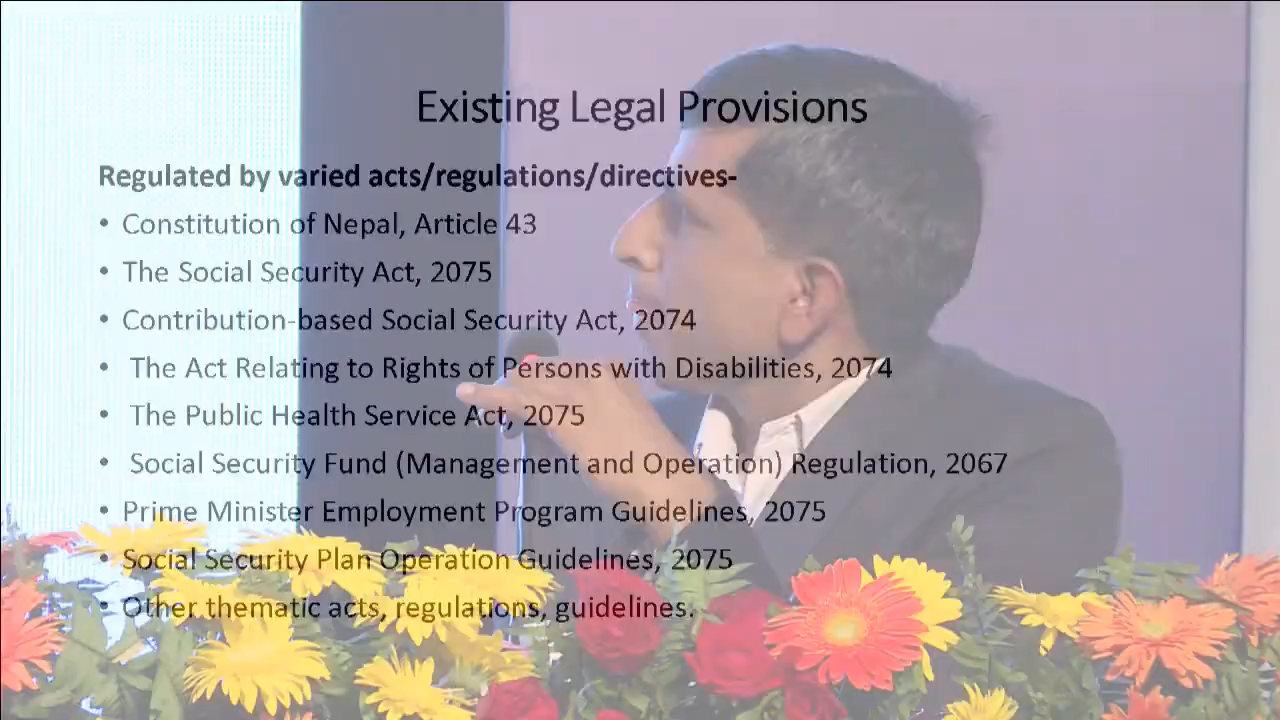 Existing Legal Provisions
Regulated by varied acts/regulations/directives-
• Constitution of Nepal, Article 43
• The Social Security Act, 2075
• Contribution-based Social Security Act, 2074
• The Act Relating to Rights of Persons with Disabilities, 2074
• The Public Health Service Act, 2075
• Social Security Fund (Management and Operation) Regulation, 2067
• Prime Minister Employment Program Guidelines, 2075
• Social Security Plan Operation Guidelines, 2075
• Other thematic acts, regulations, guidelines.